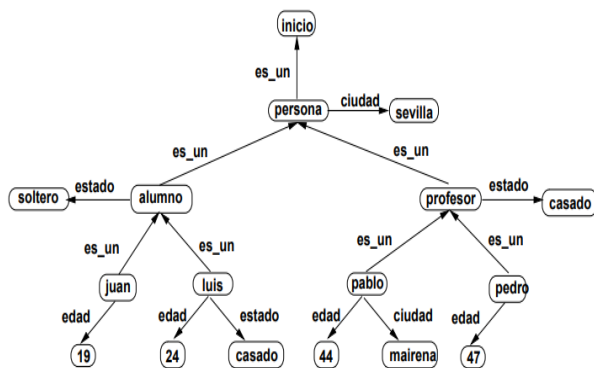 inicio
es_un
persona
ciudad
sevilla
es_un
es_un
soltero
estado
alumno
profesor
estado
casado
es_un
es_un
es_un
es_un
juan
luis
pablo
pedro
edad
edad
estado
edad
ciudad
edad
19
24
casado
44
mairena
47